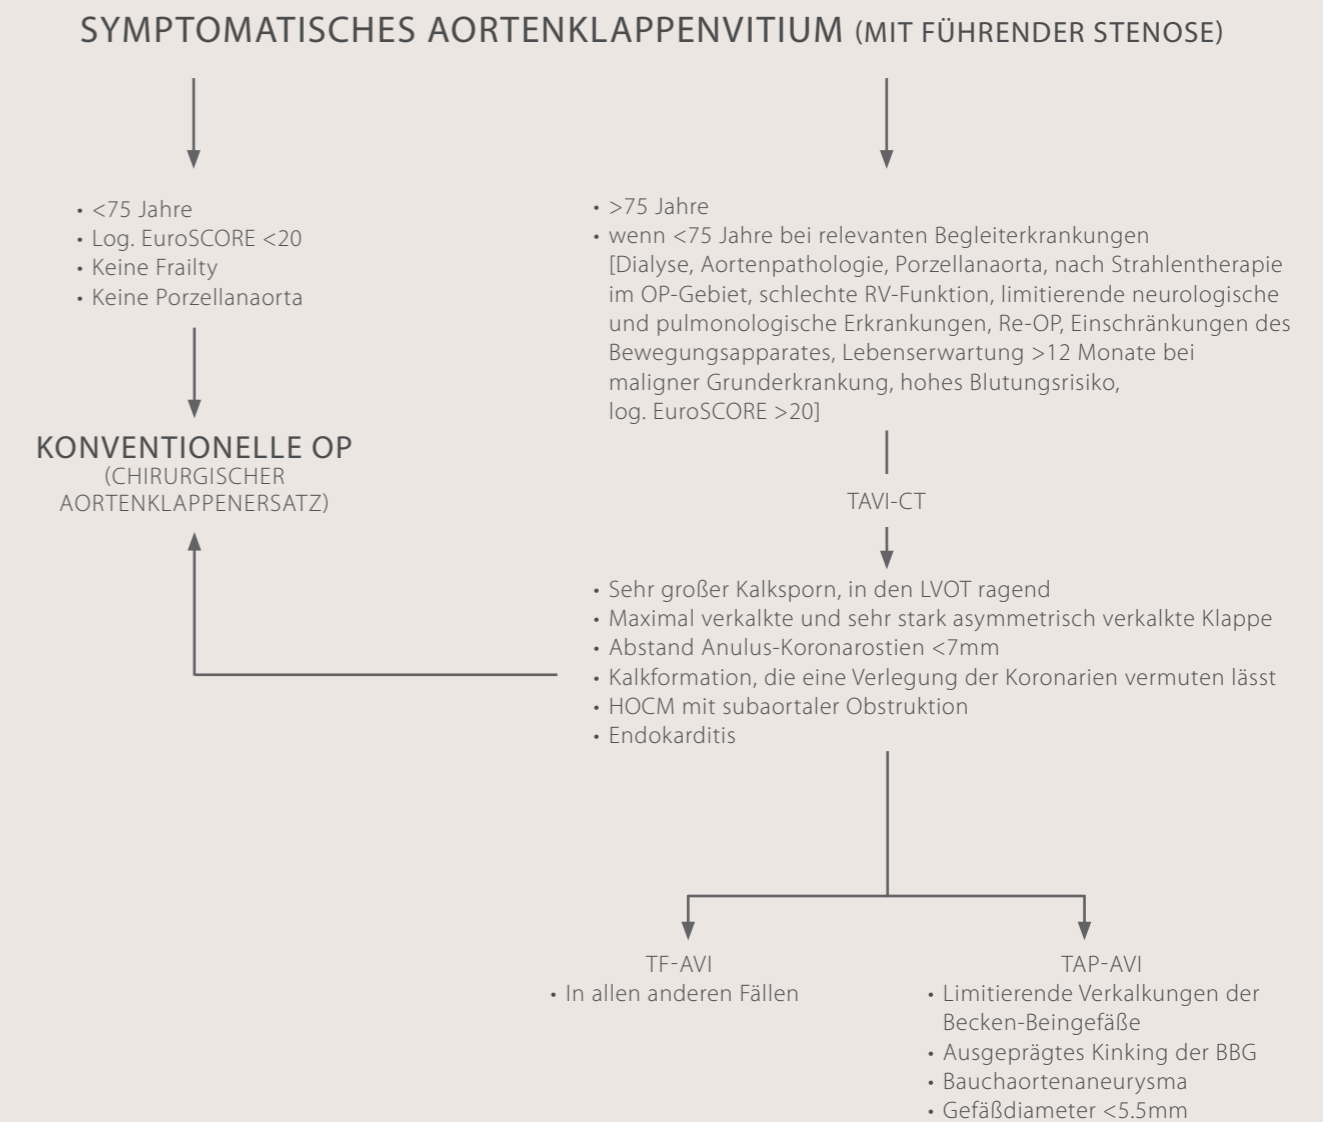 SYMPTOMATISCHES AORTENKLAPPENVITIUM (MIT FÜHRENDER STENOSE)
• <75 Jahre
• Log. EuroSCORE <20
• Keine Frailty
• Keine Porzellanaorta
KONVENTIONELLE OP
(CHIRURGISCHER
AORTENKLAPPENERSATZ)
• >75 Jahre
• wenn <75 Jahre bei relevanten Begleiterkrankungen
[Dialyse, Aortenpathologie, Porzellanaorta, nach Strahlentherapie
im OP-Gebiet, schlechte RV-Funktion, limitierende neurologische
und pulmonologische Erkrankungen, Re-OP, Einschränkungen des
Bewegungsapparates, Lebenserwartung >12 Monate bei
maligner Grunderkrankung, hohes Blutungsrisiko,
log. EuroSCORE >20]
TAVI-CT
• Sehr großer Kalksporn, in den LVOT ragend
• Maximal verkalkte und sehr stark asymmetrisch verkalkte Klappe
• Abstand Anulus-Koronarostien <7mm
• Kalkformation, die eine Verlegung der Koronarien vermuten lässt
• HOCM mit subaortaler Obstruktion
• Endokarditis
TF-AVI
• In allen anderen Fällen
TAP-AVI
• Limitierende Verkalkungen der
Becken-Beingefäße
• Ausgeprägtes Kinking der BBG
• Bauchaortenaneurysma
• Gefäßdiameter <5.5mm